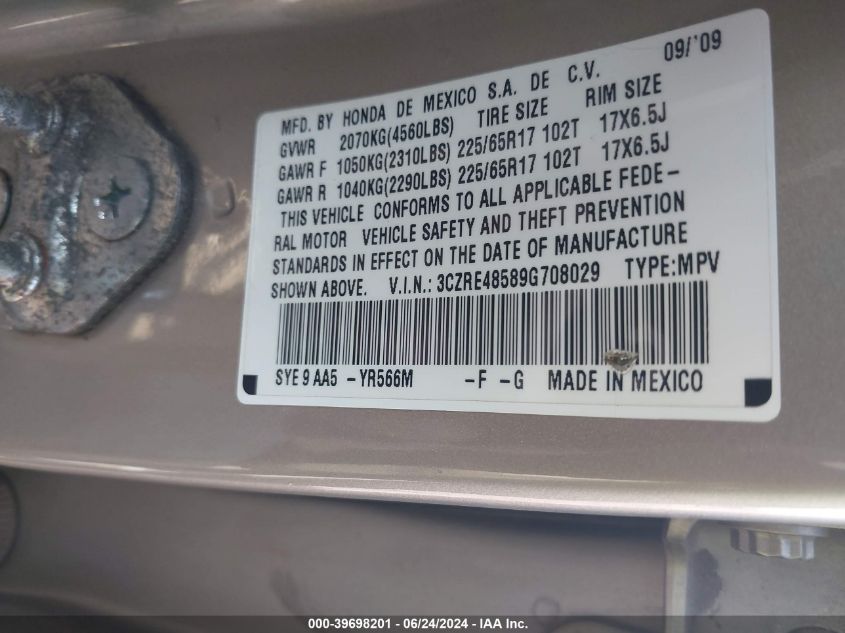 09/'09
MFD. BY HONDA DE MEXICO S.A. DE C.V.
GVWR 2070KG(4560LBS) TIRE SIZE RIM SIZE
GAWR F 1050KG(2310LBS) 225/65R17 102T 17X6.5J
GAWR R 1040KG(2290LBS) 225/65R17 102T 17X6.5J
THIS VEHICLE CONFORMS TO ALL APPLICABLE FEDE-
RAL MOTOR VEHICLE SAFETY AND THEFT PREVENTION
STANDARDS IN EFFECT ON THE DATE OF MANUFACTURE
SHOWN ABOVE. V.I.N.: 3CZRE48589G708029 TYPE:MPV
SYE 9 AA5 -YR566M -F -G MADE IN MEXICO
000-39698201 - 06/24/2024 - IAA Inc.